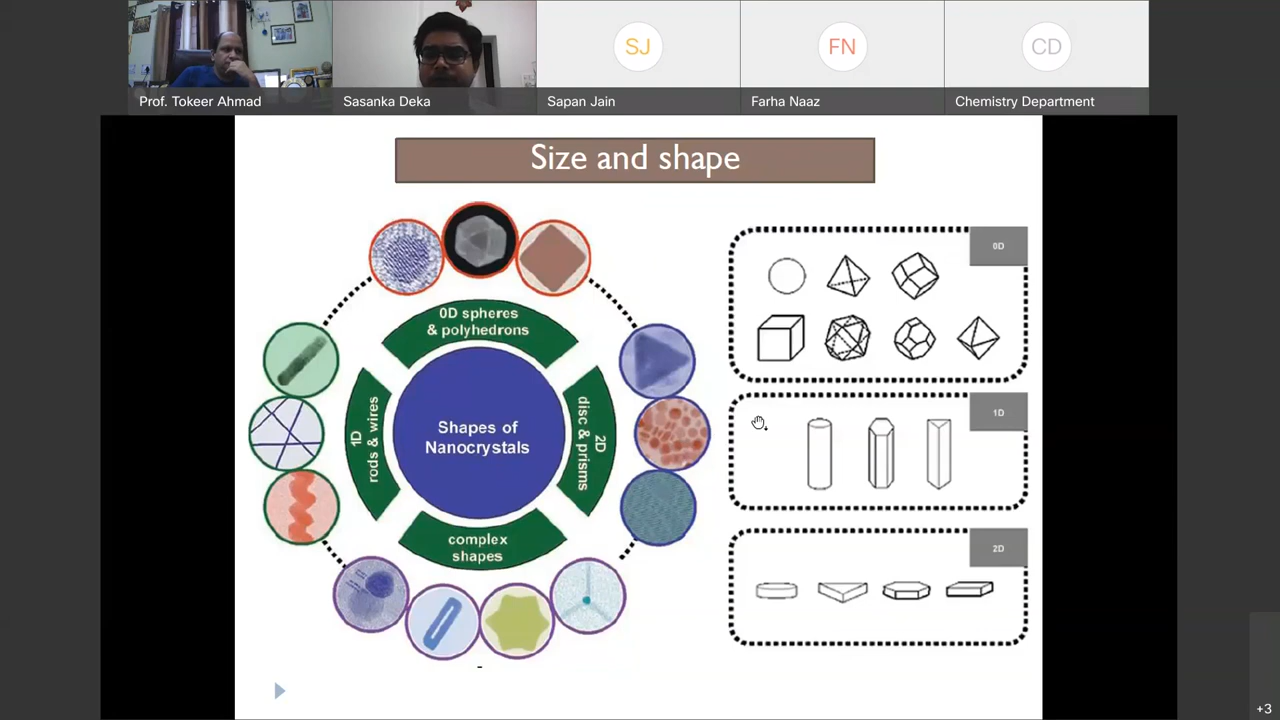 SJ
FN
CD
Prof. Tokeer Ahmad
Sasanka Deka
Sapan Jain
Farha Naaz
Chemistry Department
Size and shape
0D spheres
& polyhedrons
1D
rods & wires
Shapes of
Nanocrystals
2D
disc & prisms
complex
shapes
0D
1D
2D
+3